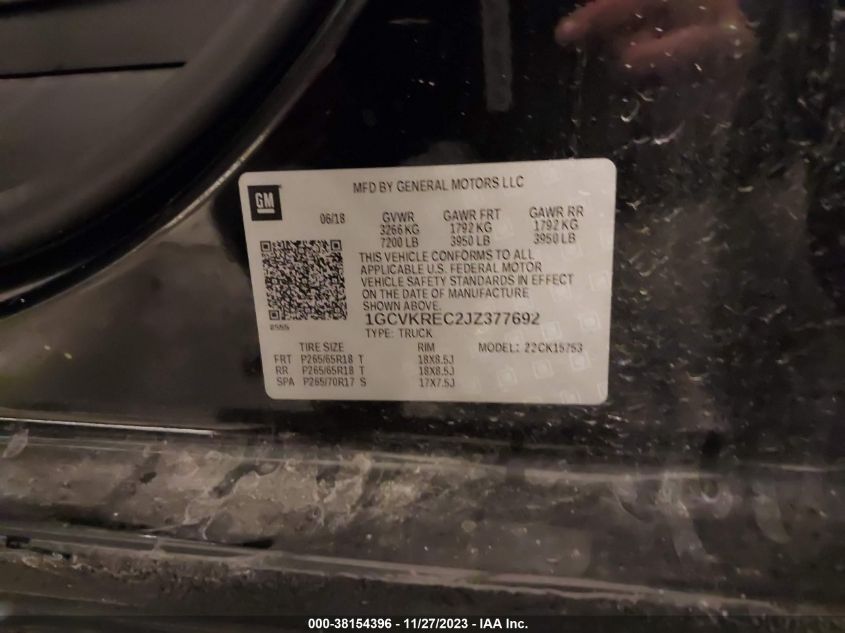 GM
MFD BY GENERAL MOTORS LLC
06/18 GVWR GAWR FRT GAWR RR
3266 KG 1792 KG 1792 KG
7200 LB 3950 LB 3950 LB
THIS VEHICLE CONFORMS TO ALL
APPLICABLE U.S. FEDERAL MOTOR
VEHICLE SAFETY STANDARDS IN EFFECT
ON THE DATE OF MANUFACTURE
SHOWN ABOVE.
1GCVKREC2JZ377692
TYPE: TRUCK
TIRE SIZE RIM MODEL: 22CK15753
FRT P265/65R18 T 18X8.5J
RR P265/65R18 T 18X8.5J
SPA P265/70R17 S 17X7.5J
000-38154396 - 11/27/2023 - IAA Inc.